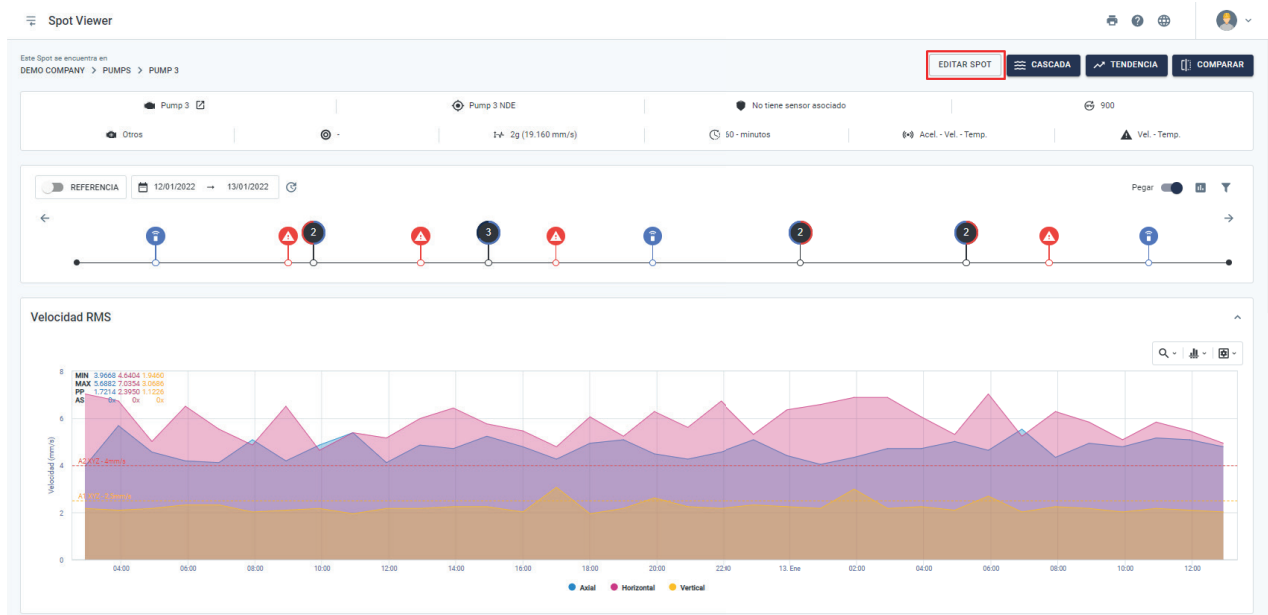 Spot Viewer
Este Spot se encuentra en
DEMO COMPANY > PUMPS > PUMP 3
EDITAR SPOT
CASCADA
TENDENCIA
COMPARAR
Pump 3
Pump 3 NDE
No tiene sensor asociado
900
Otros
-
2g (19.160 mm/s)
60 - minutos
Acel. - Vel. - Temp.
Vel. - Temp.
REFERENCIA
12/01/2022 → 13/01/2022
Pegar
2
3
2
2
Velocidad RMS
MIN 3.9668 4.6404 1.9460
MAX 5.6882 7.0354 3.0686
PP 1.7214 2.3950 1.1226
AS 0x 0x 0x
Velocidad (mm/s)
8
6
4
2
0
A2 XYZ - 4mm/s
04:00 06:00 08:00 10:00 12:00 14:00 16:00 18:00 20:00 22:00 13. Ene 02:00 04:00 06:00 08:00 10:00 12:00
Axial Horizontal Vertical